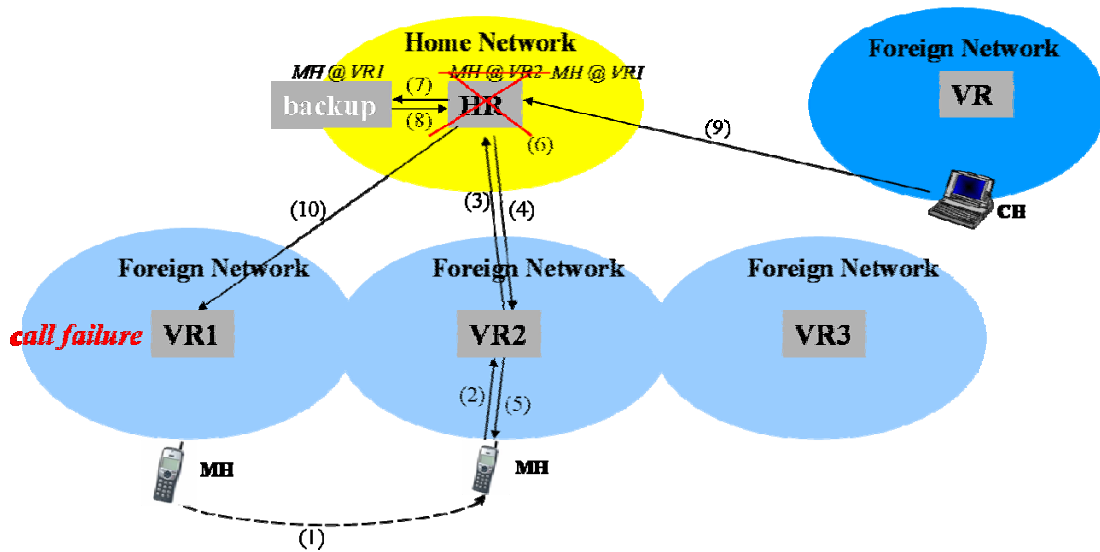 Home Network
Foreign Network
MH @ VR1
MH @ VR2 MH @ VR1
backup
(7)
(8)
HR
(6)
VR
(9)
CH
(10)
(3)
(4)
Foreign Network
Foreign Network
Foreign Network
call failure
VR1
VR2
VR3
(2)
(5)
MH
MH
(1)